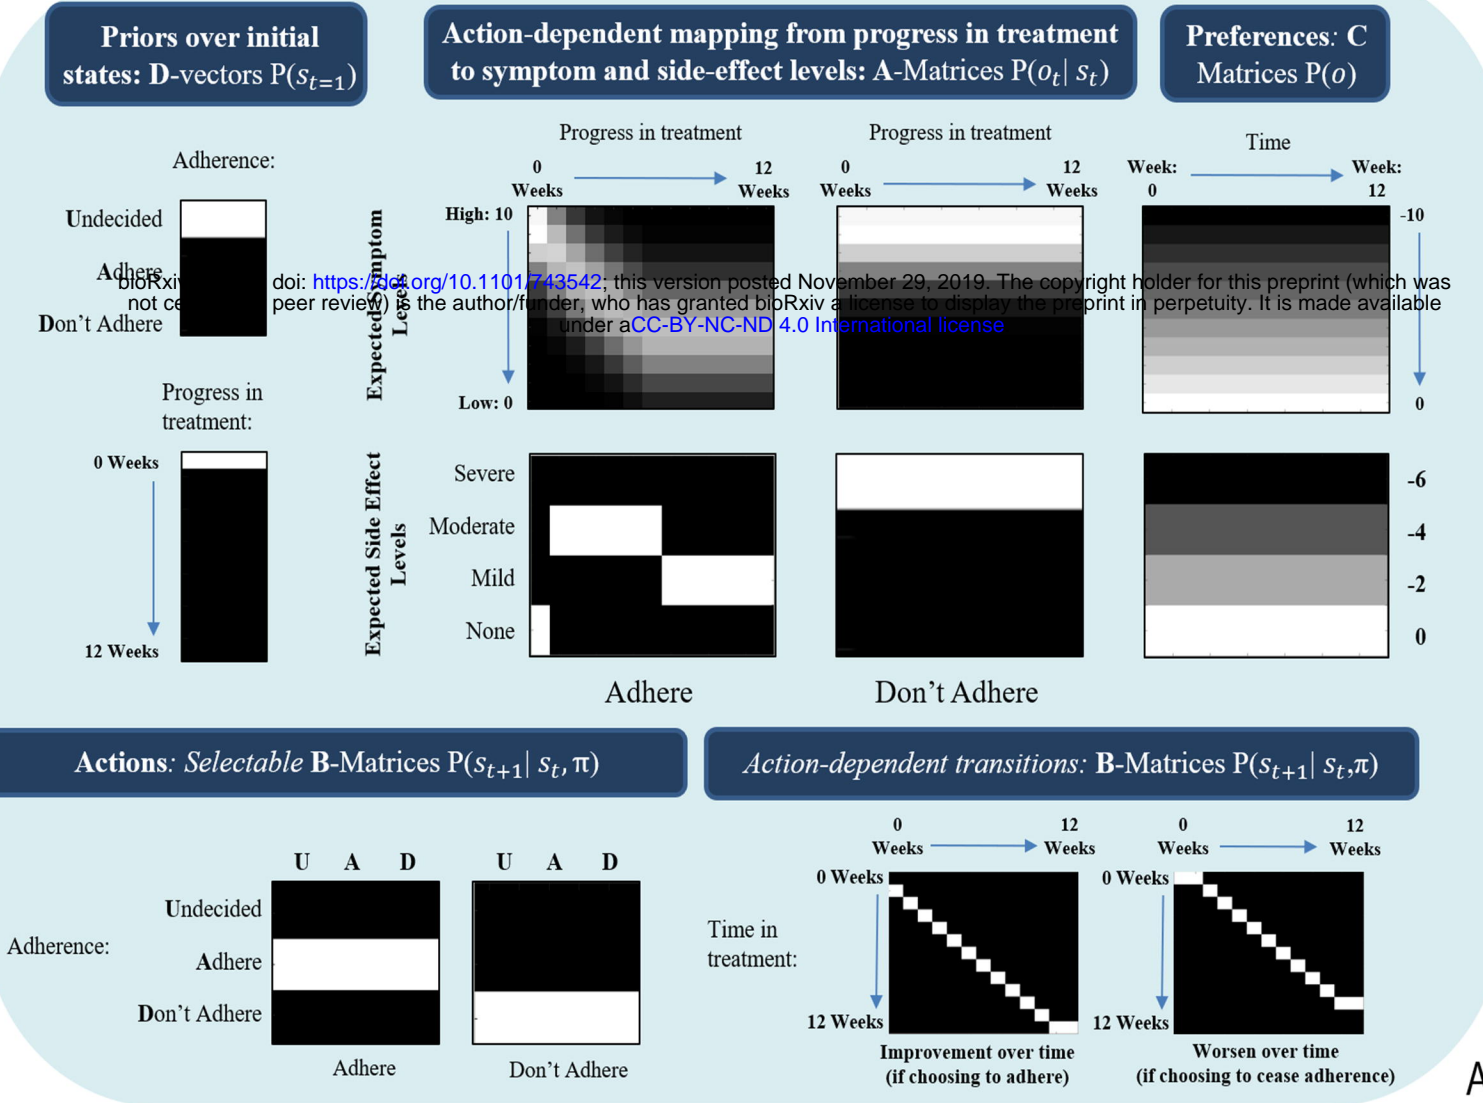 Priors over initial
states: D-vectors P(s_{t=1})
Action-dependent mapping from progress in treatment
to symptom and side-effect levels: A-Matrices P(o_t| s_t)
Preferences: C
Matrices P(o)
Adherence:
Undecided
Adhere
Don't Adhere
Progress in
treatment:
0 Weeks
12 Weeks
Progress in treatment
0
Weeks
12
Weeks
Progress in treatment
0
Weeks
12
Weeks
Time
Week:
0
Week:
12
Expected Symptom
Levels
High: 10
Low: 0
-10
0
bioRxiv doi: https://doi.org/10.1101/743542; this version posted November 29, 2019. The copyright holder for this preprint (which was
not peer review) is the author/funder, who has granted bioRxiv a license to display the preprint in perpetuity. It is made available
under aCC-BY-NC-ND 4.0 International license
Expected Side Effect
Levels
Severe
Moderate
Mild
None
-6
-4
-2
0
Adhere
Don't Adhere
Actions: Selectable B-Matrices P(s_{t+1}| s_t, π)
Action-dependent transitions: B-Matrices P(s_{t+1}| s_t,π)
U A D
U A D
Adherence:
Undecided
Adhere
Don't Adhere
Adhere
Don't Adhere
Time in
treatment:
0
Weeks
12
Weeks
0 Weeks
12 Weeks
Improvement over time
(if choosing to adhere)
0
Weeks
12
Weeks
0 Weeks
12 Weeks
Worsen over time
(if choosing to cease adherence)
A